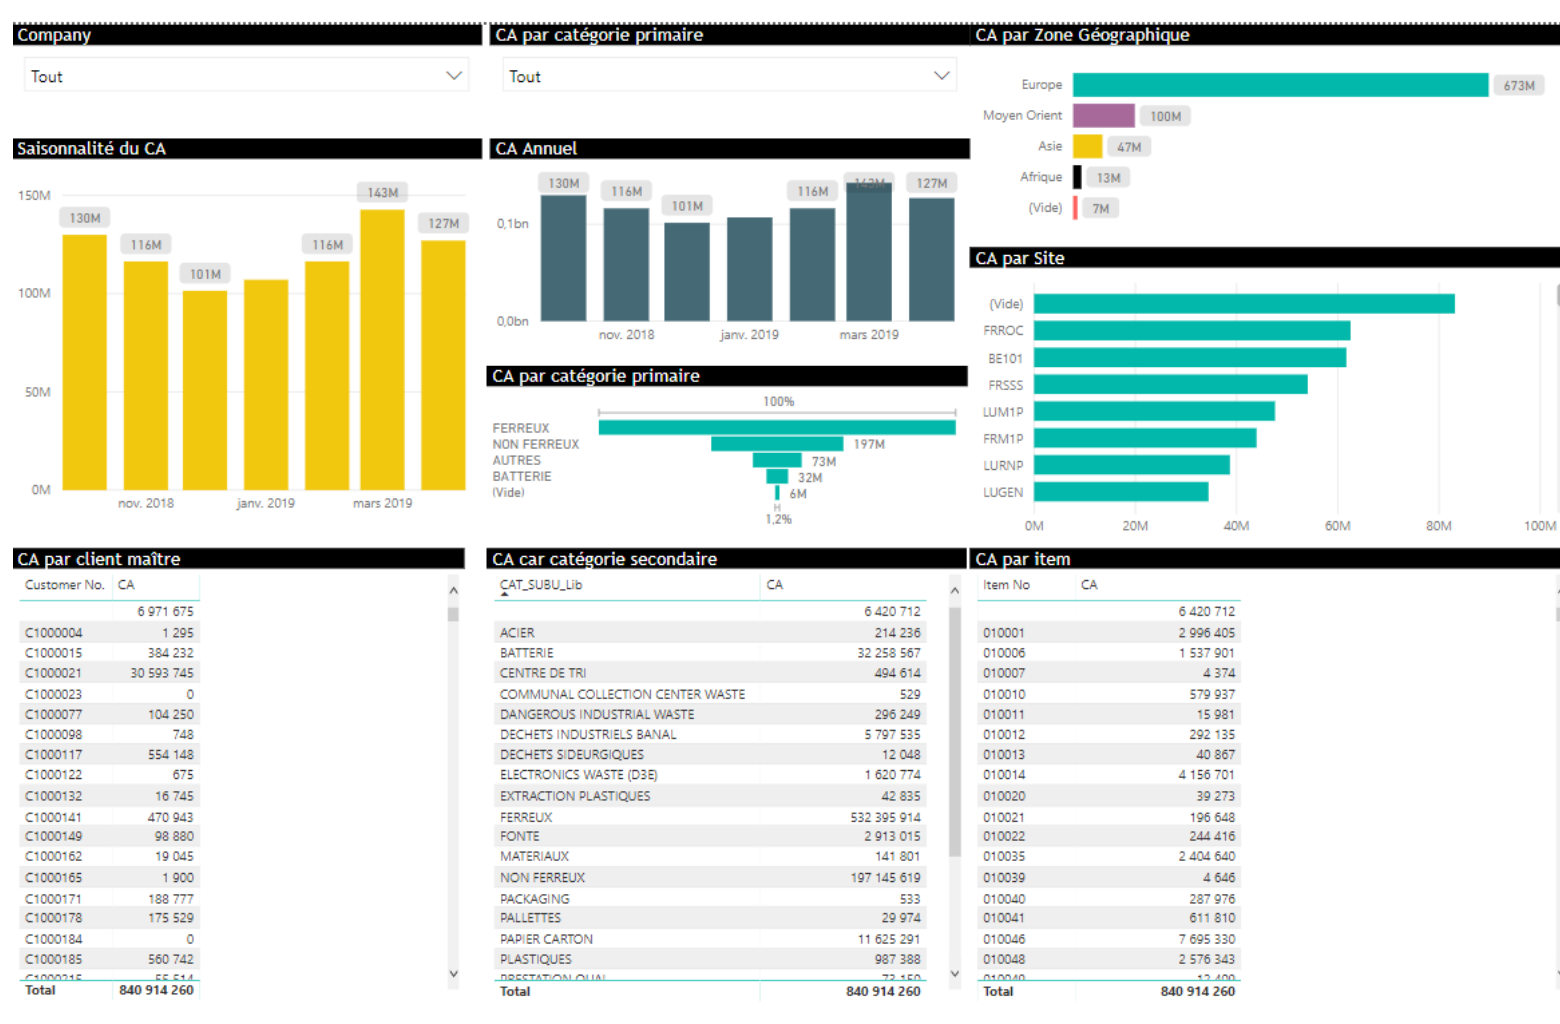 Company
Tout
CA par catégorie primaire
Tout
CA par Zone Géographique
Europe 673M
Moyen Orient 100M
Asie 47M
Afrique 13M
(Vide) 7M
Saisonnalité du CA
150M
100M
50M
0M
130M
116M
101M
116M
143M
127M
nov. 2018
janv. 2019
mars 2019
CA Annuel
0,1bn
0,0bn
130M
116M
101M
116M
143M
127M
nov. 2018
janv. 2019
mars 2019
CA par catégorie primaire
100%
FERREUX
NON FERREUX 197M
AUTRES 73M
BATTERIE 32M
(Vide) 6M
1,2%
CA par Site
(Vide)
FRROC
BE101
FRSSS
LUM1P
FRM1P
LURNP
LUGEN
0M 20M 40M 60M 80M 100M
CA par client maître
Customer No. CA
6 971 675
C1000004 1 295
C1000015 384 232
C1000021 30 593 745
C1000023 0
C1000077 104 250
C1000098 748
C1000117 554 148
C1000122 675
C1000132 16 745
C1000141 470 943
C1000149 98 880
C1000162 19 045
C1000165 1 900
C1000171 188 777
C1000178 175 529
C1000184 0
C1000185 560 742
C1000215 55 514
Total 840 914 260
CA car catégorie secondaire
CAT_SUBU_Lib CA
6 420 712
ACIER 214 236
BATTERIE 32 258 567
CENTRE DE TRI 494 614
COMMUNAL COLLECTION CENTER WASTE 529
DANGEROUS INDUSTRIAL WASTE 296 249
DECHETS INDUSTRIELS BANAL 5 797 535
DECHETS SIDEURGIQUES 12 048
ELECTRONICS WASTE (D3E) 1 620 774
EXTRACTION PLASTIQUES 42 835
FERREUX 532 395 914
FONTE 2 913 015
MATERIAUX 141 801
NON FERREUX 197 145 619
PACKAGING 533
PALLETTES 29 974
PAPIER CARTON 11 625 291
PLASTIQUES 987 388
PRESTATION
Total 840 914 260
CA par item
Item No CA
6 420 712
010001 2 996 405
010006 1 537 901
010007 4 374
010010 579 937
010011 15 981
010012 292 135
010013 40 867
010014 4 156 701
010020 39 273
010021 196 648
010022 244 416
010035 2 404 640
010039 4 646
010040 287 976
010041 611 810
010046 7 695 330
010048 2 576 343
010049
Total 840 914 260